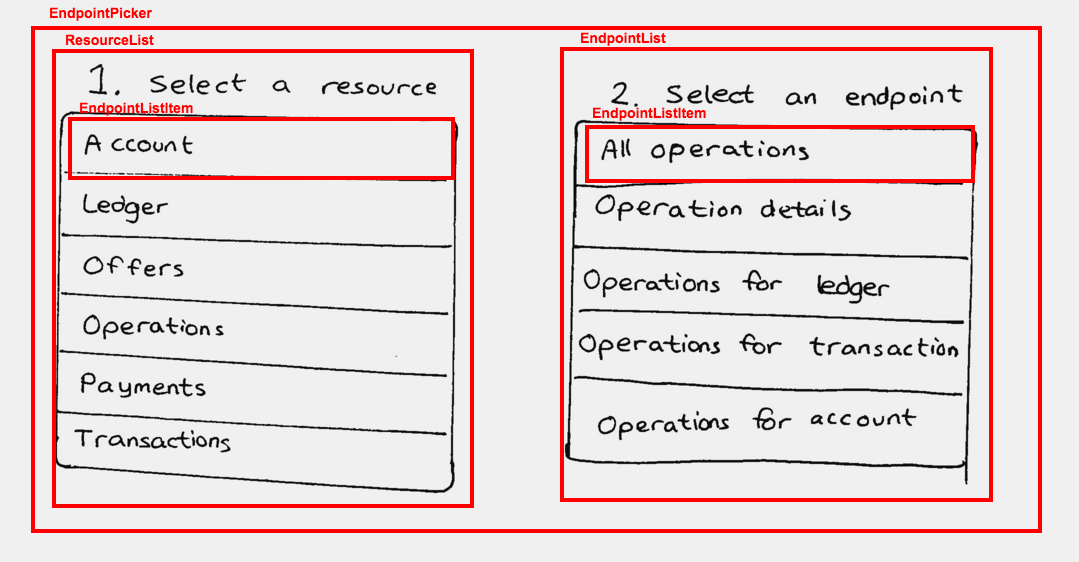 EndpointPicker
ResourceList
1. Select a resource
EndpointListItem
Account
Ledger
Offers
Operations
Payments
Transactions
EndpointList
2. Select an endpoint
EndpointListItem
All operations
Operation details
Operations for ledger
Operations for transaction
Operations for account